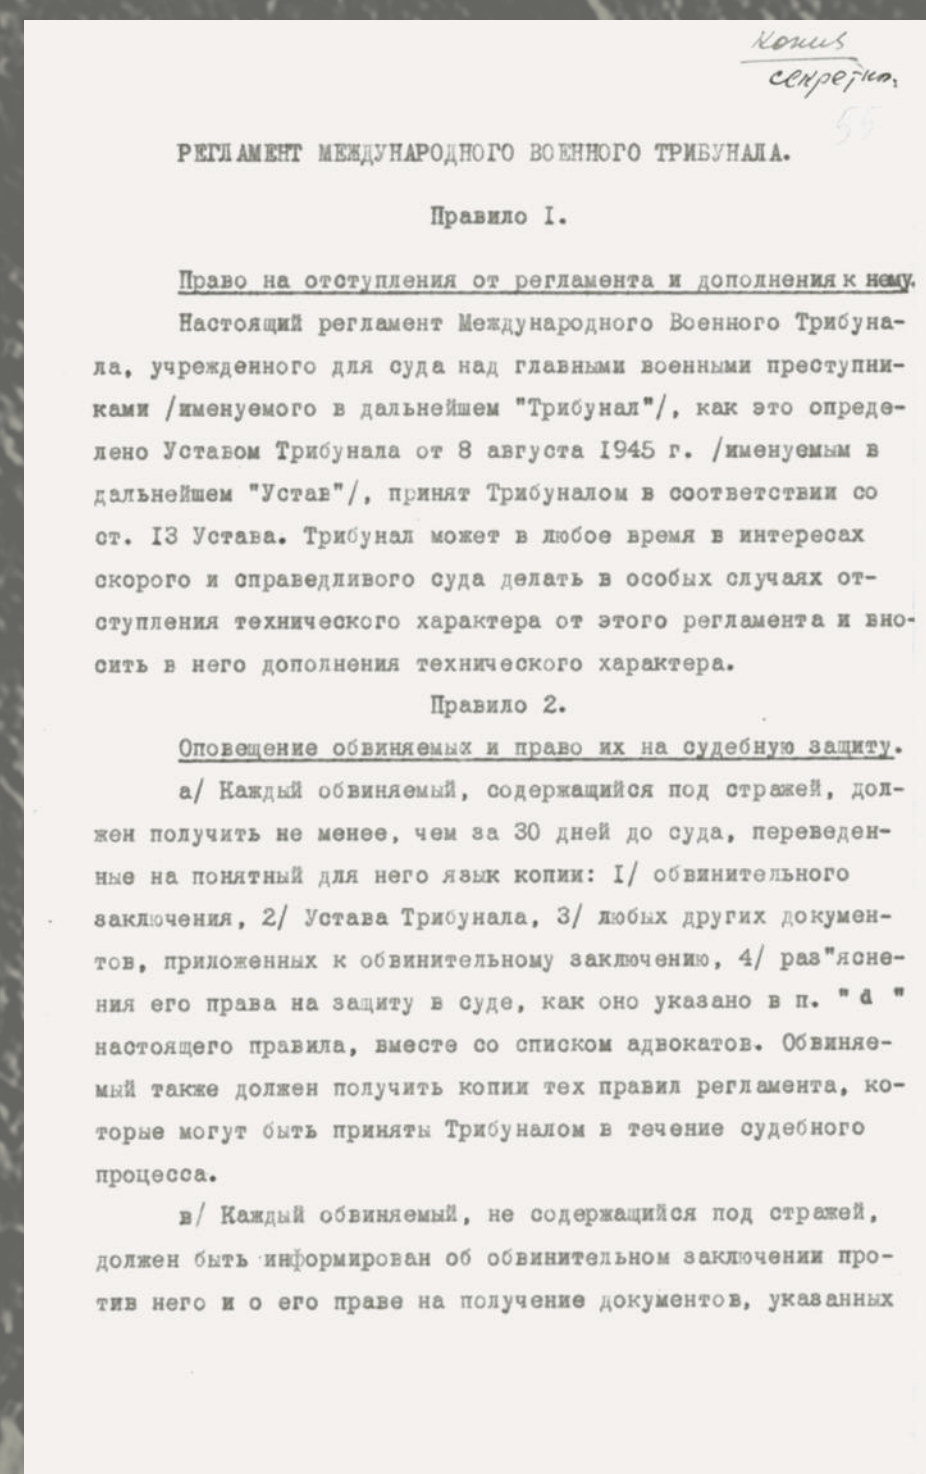 Копия
секретно.
55
РЕГЛАМЕНТ МЕЖДУНАРОДНОГО ВОЕННОГО ТРИБУНАЛА.
Правило I.
Право на отступления от регламента и дополнения к нему.
Настоящий регламент Международного Военного Трибуна-
ла, учрежденного для суда над главными военными преступни-
ками /именуемого в дальнейшем "Трибунал"/, как это опреде-
лено Уставом Трибунала от 8 августа I945 г. /именуемым в
дальнейшем "Устав"/, принят Трибуналом в соответствии со
ст. I3 Устава. Трибунал может в любое время в интересах
скорого и справедливого суда делать в особых случаях от-
ступления технического характера от этого регламента и вно-
сить в него дополнения технического характера.
Правило 2.
Оповещение обвиняемых и право их на судебную защиту.
а/ Каждый обвиняемый, содержащийся под стражей, дол-
жен получить не менее, чем за 30 дней до суда, переведен-
ные на понятный для него язык копии: I/ обвинительного
заключения, 2/ Устава Трибунала, 3/ любых других докумен-
тов, приложенных к обвинительному заключению, 4/ раз"ясне-
ния его права на защиту в суде, как оно указано в п. " d "
настоящего правила, вместе со списком адвокатов. Обвиняе-
мый также должен получить копии тех правил регламента, ко-
торые могут быть приняты Трибуналом в течение судебного
процесса.
в/ Каждый обвиняемый, не содержащийся под стражей,
должен быть информирован об обвинительном заключении про-
тив него и о его праве на получение документов, указанных